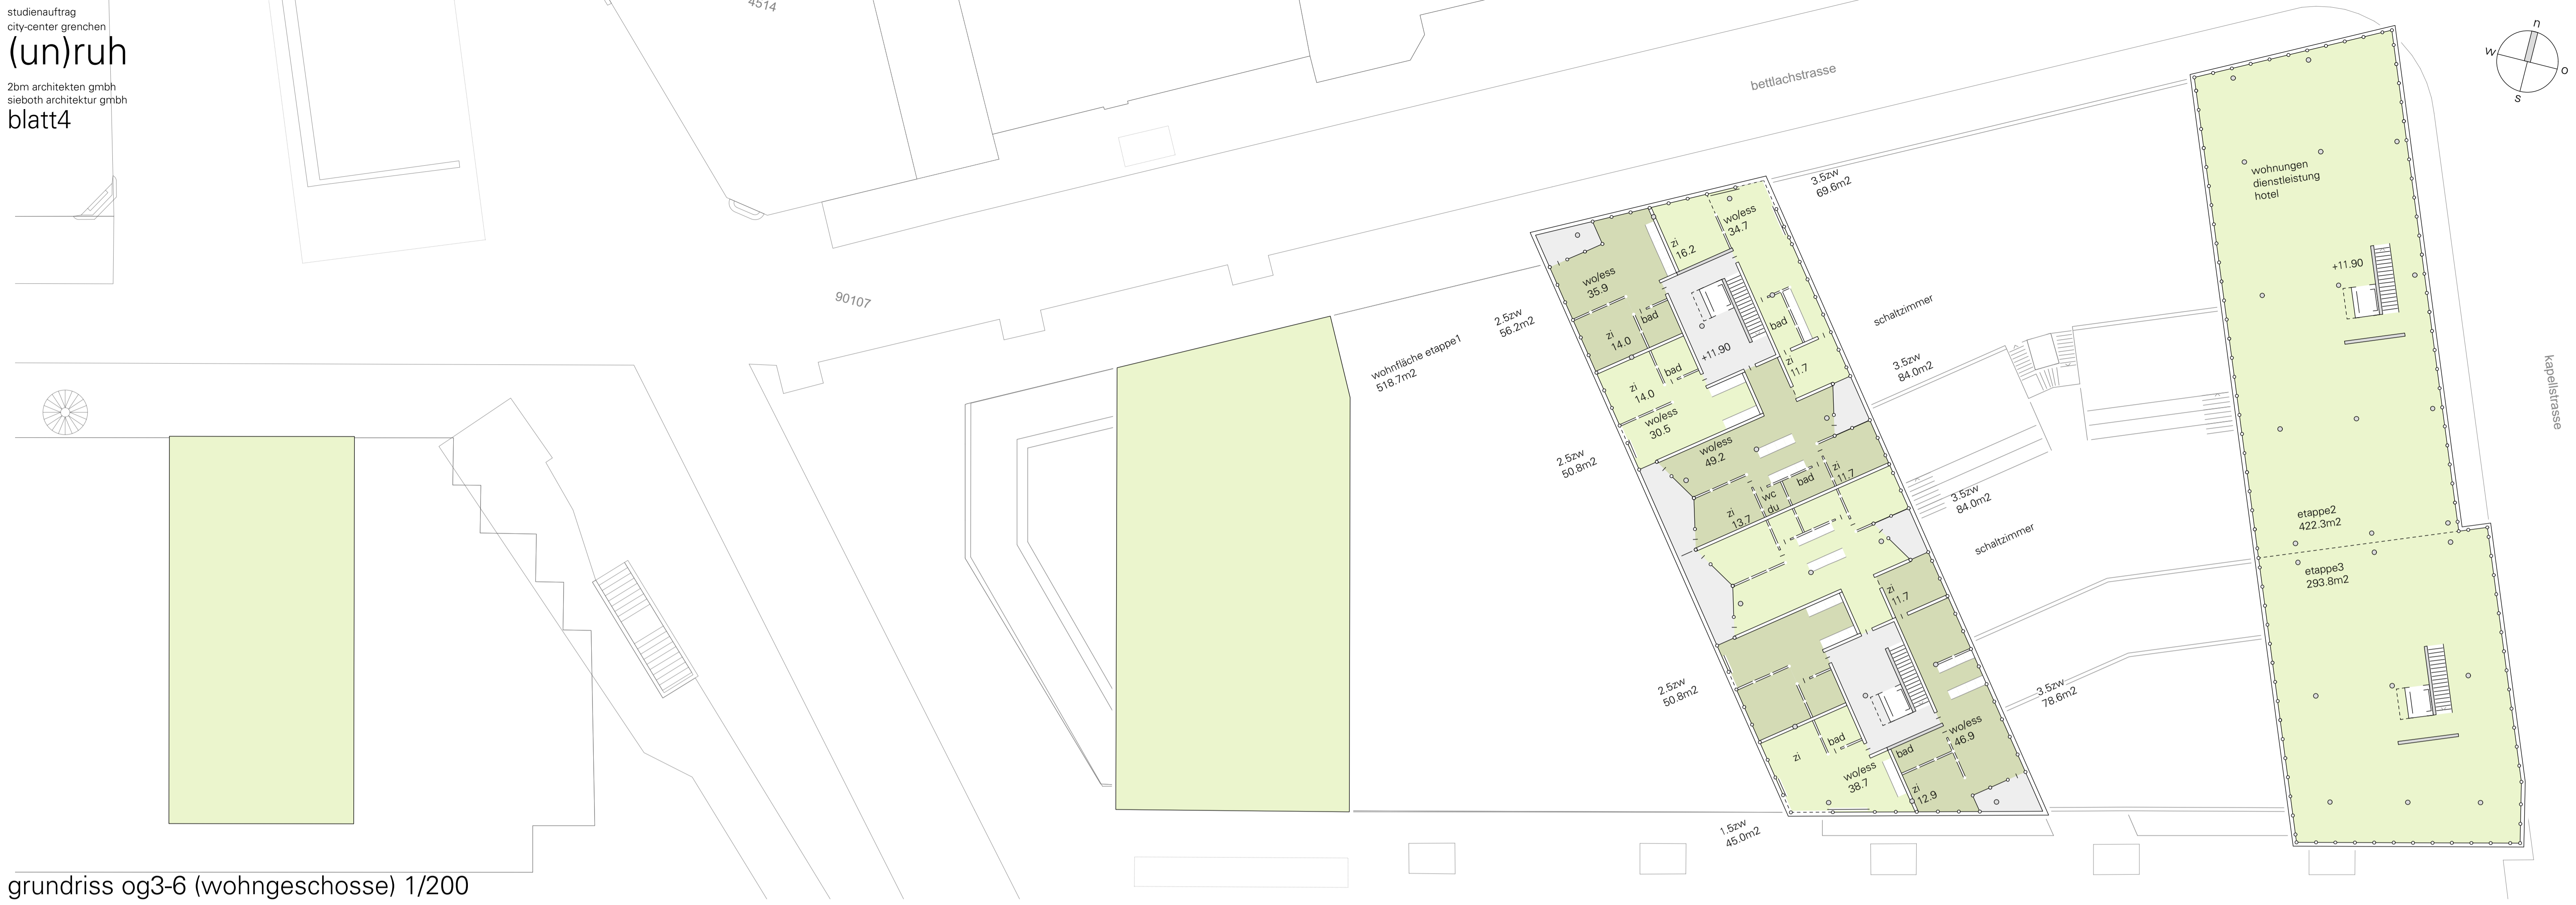 studienauftrag
city-center grenchen
(un)ruh
2bm architekten gmbh
sieboth architektur gmbh
blatt4
4514
90107
bettlachstrasse
kapellstrasse
n
w
o
s
wohnfläche etappe1
518.7m2
2.5zw
56.2m2
2.5zw
50.8m2
2.5zw
50.8m2
1.5zw
45.0m2
3.5zw
69.6m2
schaltzimmer
3.5zw
84.0m2
3.5zw
84.0m2
schaltzimmer
3.5zw
78.6m2
wo/ess
35.9
zi
16.2
wo/ess
34.7
zi
14.0
bad
bad
+11.90
zi
11.7
zi
14.0
bad
wo/ess
30.5
wo/ess
49.2
zi
13.7
wc
du
bad
zi
11.7
zi
11.7
zi
bad
wo/ess
38.7
bad
wo/ess
46.9
zi
12.9
wohnungen
dienstleistung
hotel
+11.90
etappe2
422.3m2
etappe3
293.8m2
grundriss og3-6 (wohngeschosse) 1/200